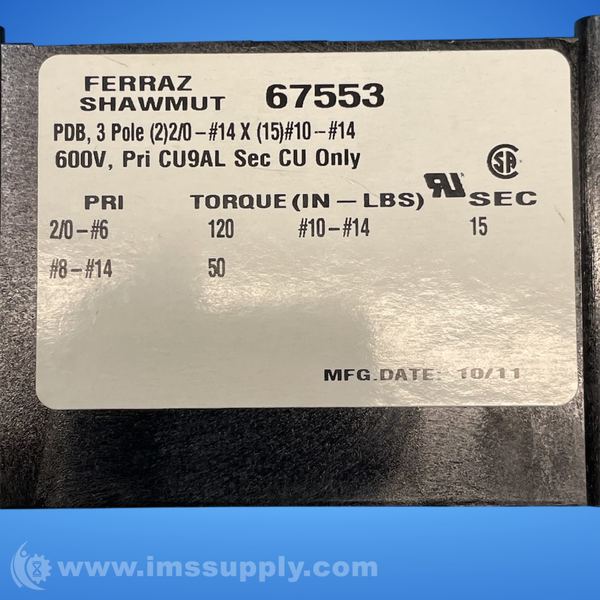 FERRAZ
SHAWMUT 67553
PDB, 3 Pole (2)2/0-#14 X (15)#10-#14
600V, Pri CU9AL Sec CU Only
PRI TORQUE (IN - LBS) SEC
2/0-#6 120 #10-#14 15
#8-#14 50
MFG.DATE: 10/11
www.imssupply.com